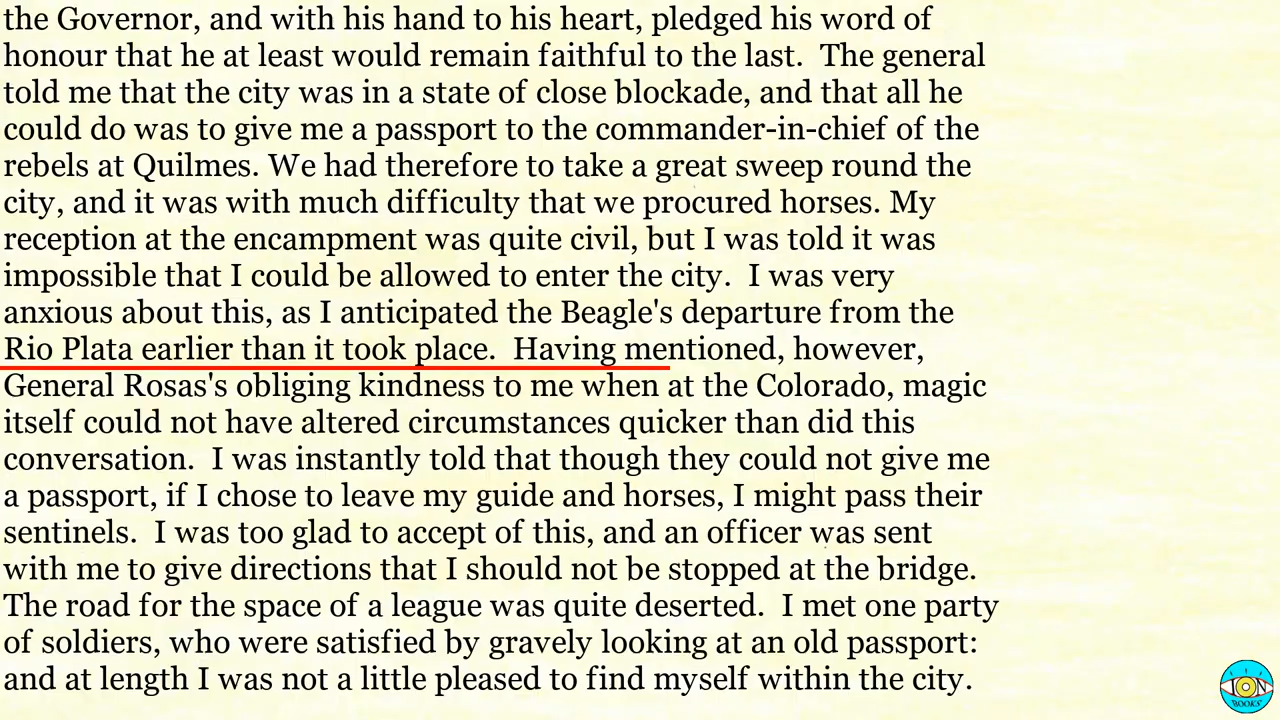 the Governor, and with his hand to his heart, pledged his word of
honour that he at least would remain faithful to the last.  The general
told me that the city was in a state of close blockade, and that all he
could do was to give me a passport to the commander-in-chief of the
rebels at Quilmes. We had therefore to take a great sweep round the
city, and it was with much difficulty that we procured horses. My
reception at the encampment was quite civil, but I was told it was
impossible that I could be allowed to enter the city.  I was very
anxious about this, as I anticipated the Beagle's departure from the
Rio Plata earlier than it took place.  Having mentioned, however,
General Rosas's obliging kindness to me when at the Colorado, magic
itself could not have altered circumstances quicker than did this
conversation.  I was instantly told that though they could not give me
a passport, if I chose to leave my guide and horses, I might pass their
sentinels.  I was too glad to accept of this, and an officer was sent
with me to give directions that I should not be stopped at the bridge.
The road for the space of a league was quite deserted.  I met one party
of soldiers, who were satisfied by gravely looking at an old passport:
and at length I was not a little pleased to find myself within the city.
ION
BOOKS